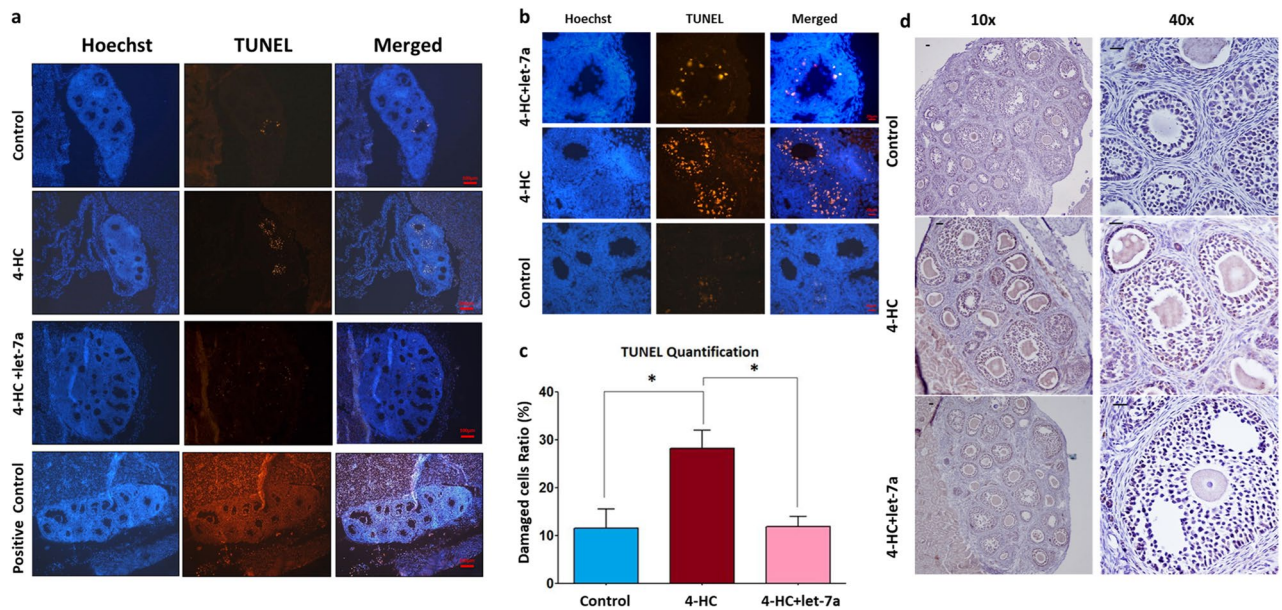 a
Hoechst TUNEL Merged
Control
4-HC
4-HC +let-7a
Positive Control
b
Hoechst TUNEL Merged
4-HC+let-7a
4-HC
Control
c
TUNEL Quantification
* *
Damaged cells Ratio (%)
40
30
20
10
0
Control 4-HC 4-HC+let-7a
d
10x 40x
Control
4-HC
4-HC+let-7a